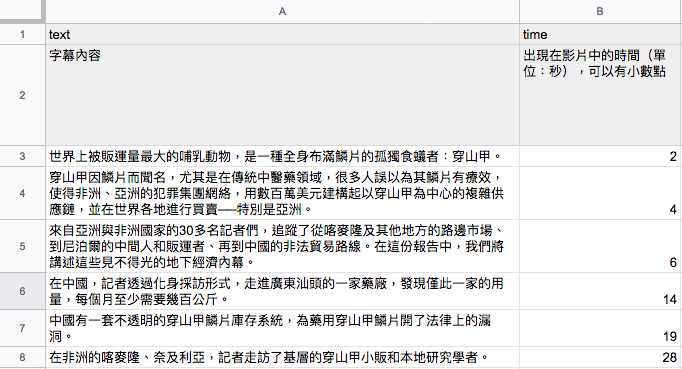 A B
1 text time
字幕內容 出現在影片中的時間（單
2 位：秒），可以有小數點
3 世界上被販運量最大的哺乳動物，是一種全身布滿鱗片的孤獨食蟻者：穿山甲。 2
穿山甲因鱗片而聞名，尤其是在傳統中醫藥領域，很多人誤以為其鱗片有療效，
使得非洲、亞洲的犯罪集團網絡，用數百萬美元建構起以穿山甲為中心的複雜供
4 應鏈，並在世界各地進行買賣──特別是亞洲。 4
來自亞洲與非洲國家的30多名記者們，追蹤了從喀麥隆及其他地方的路邊市場、
5 到尼泊爾的中間人和販運者、再到中國的非法貿易路線。在這份報告中，我們將
講述這些見不得光的地下經濟內幕。 6
在中國，記者透過化身採訪形式，走進廣東汕頭的一家藥廠，發現僅此一家的用
6 量，每個月至少需要幾百公斤。 14
中國有一套不透明的穿山甲鱗片庫存系統，為藥用穿山甲鱗片開了法律上的漏
7 洞。 19
8 在非洲的喀麥隆、奈及利亞，記者走訪了基層的穿山甲小販和本地研究學者。 28